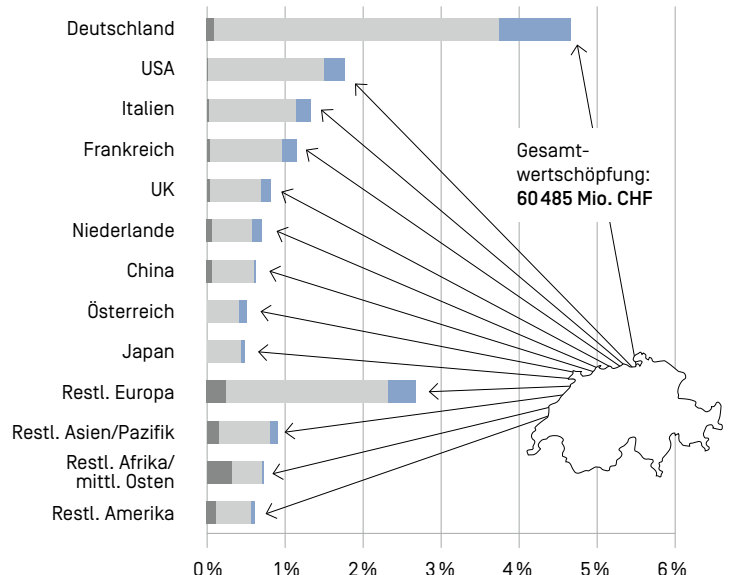 Deutschland
USA
Italien
Frankreich
UK
Niederlande
China
Österreich
Japan
Restl. Europa
Restl. Asien/Pazifik
Restl. Afrika/
mittl. Osten
Restl. Amerika
Gesamt-
wertschöpfung:
60 485 Mio. CHF
0 % 1 % 2 % 3 % 4 % 5 % 6 %